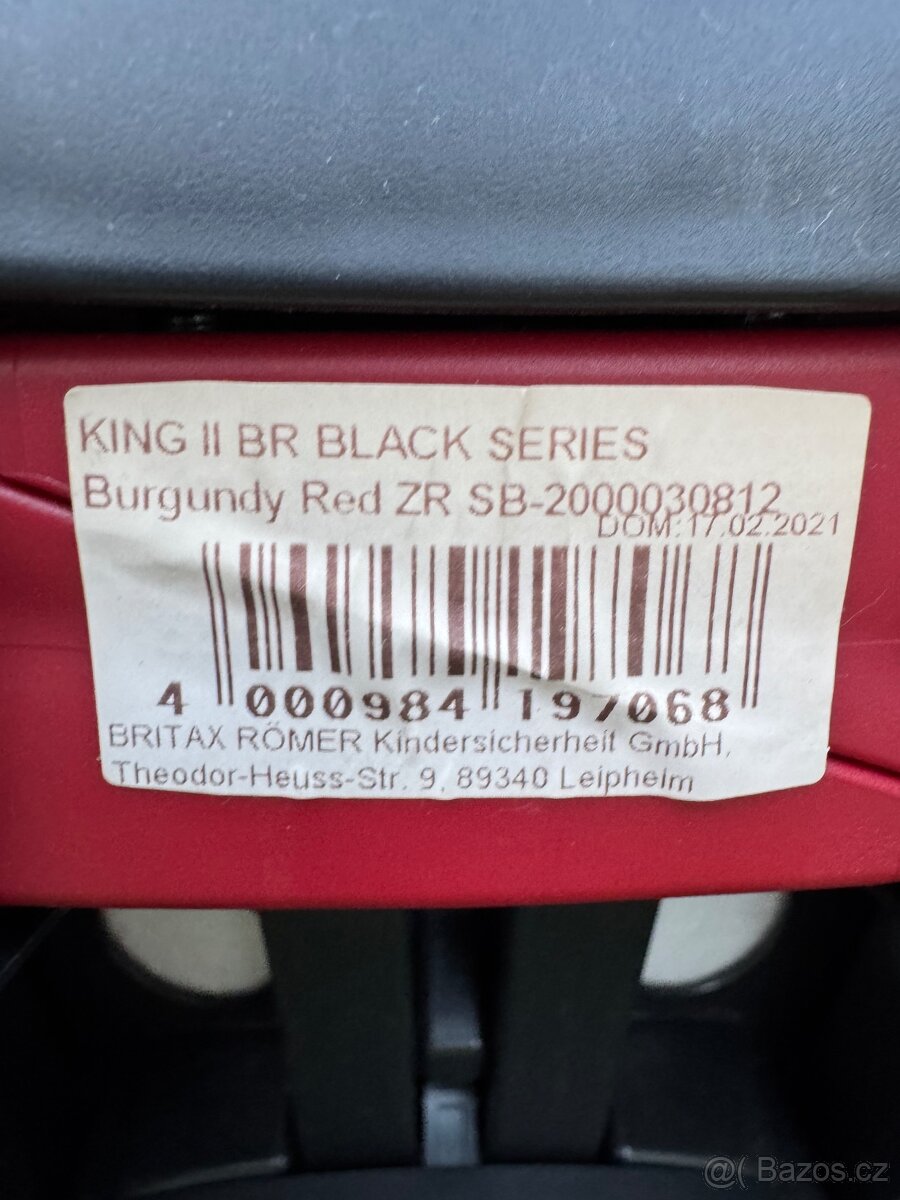 KING II BR BLACK SERIES
Burgundy Red ZR SB-2000030812
DOM:17.02.2021
4 000984 197068
BRITAX RÖMER Kindersicherheit GmbH,
Theodor-Heuss-Str. 9, 89340 Leipheim
@( Bazos.cz